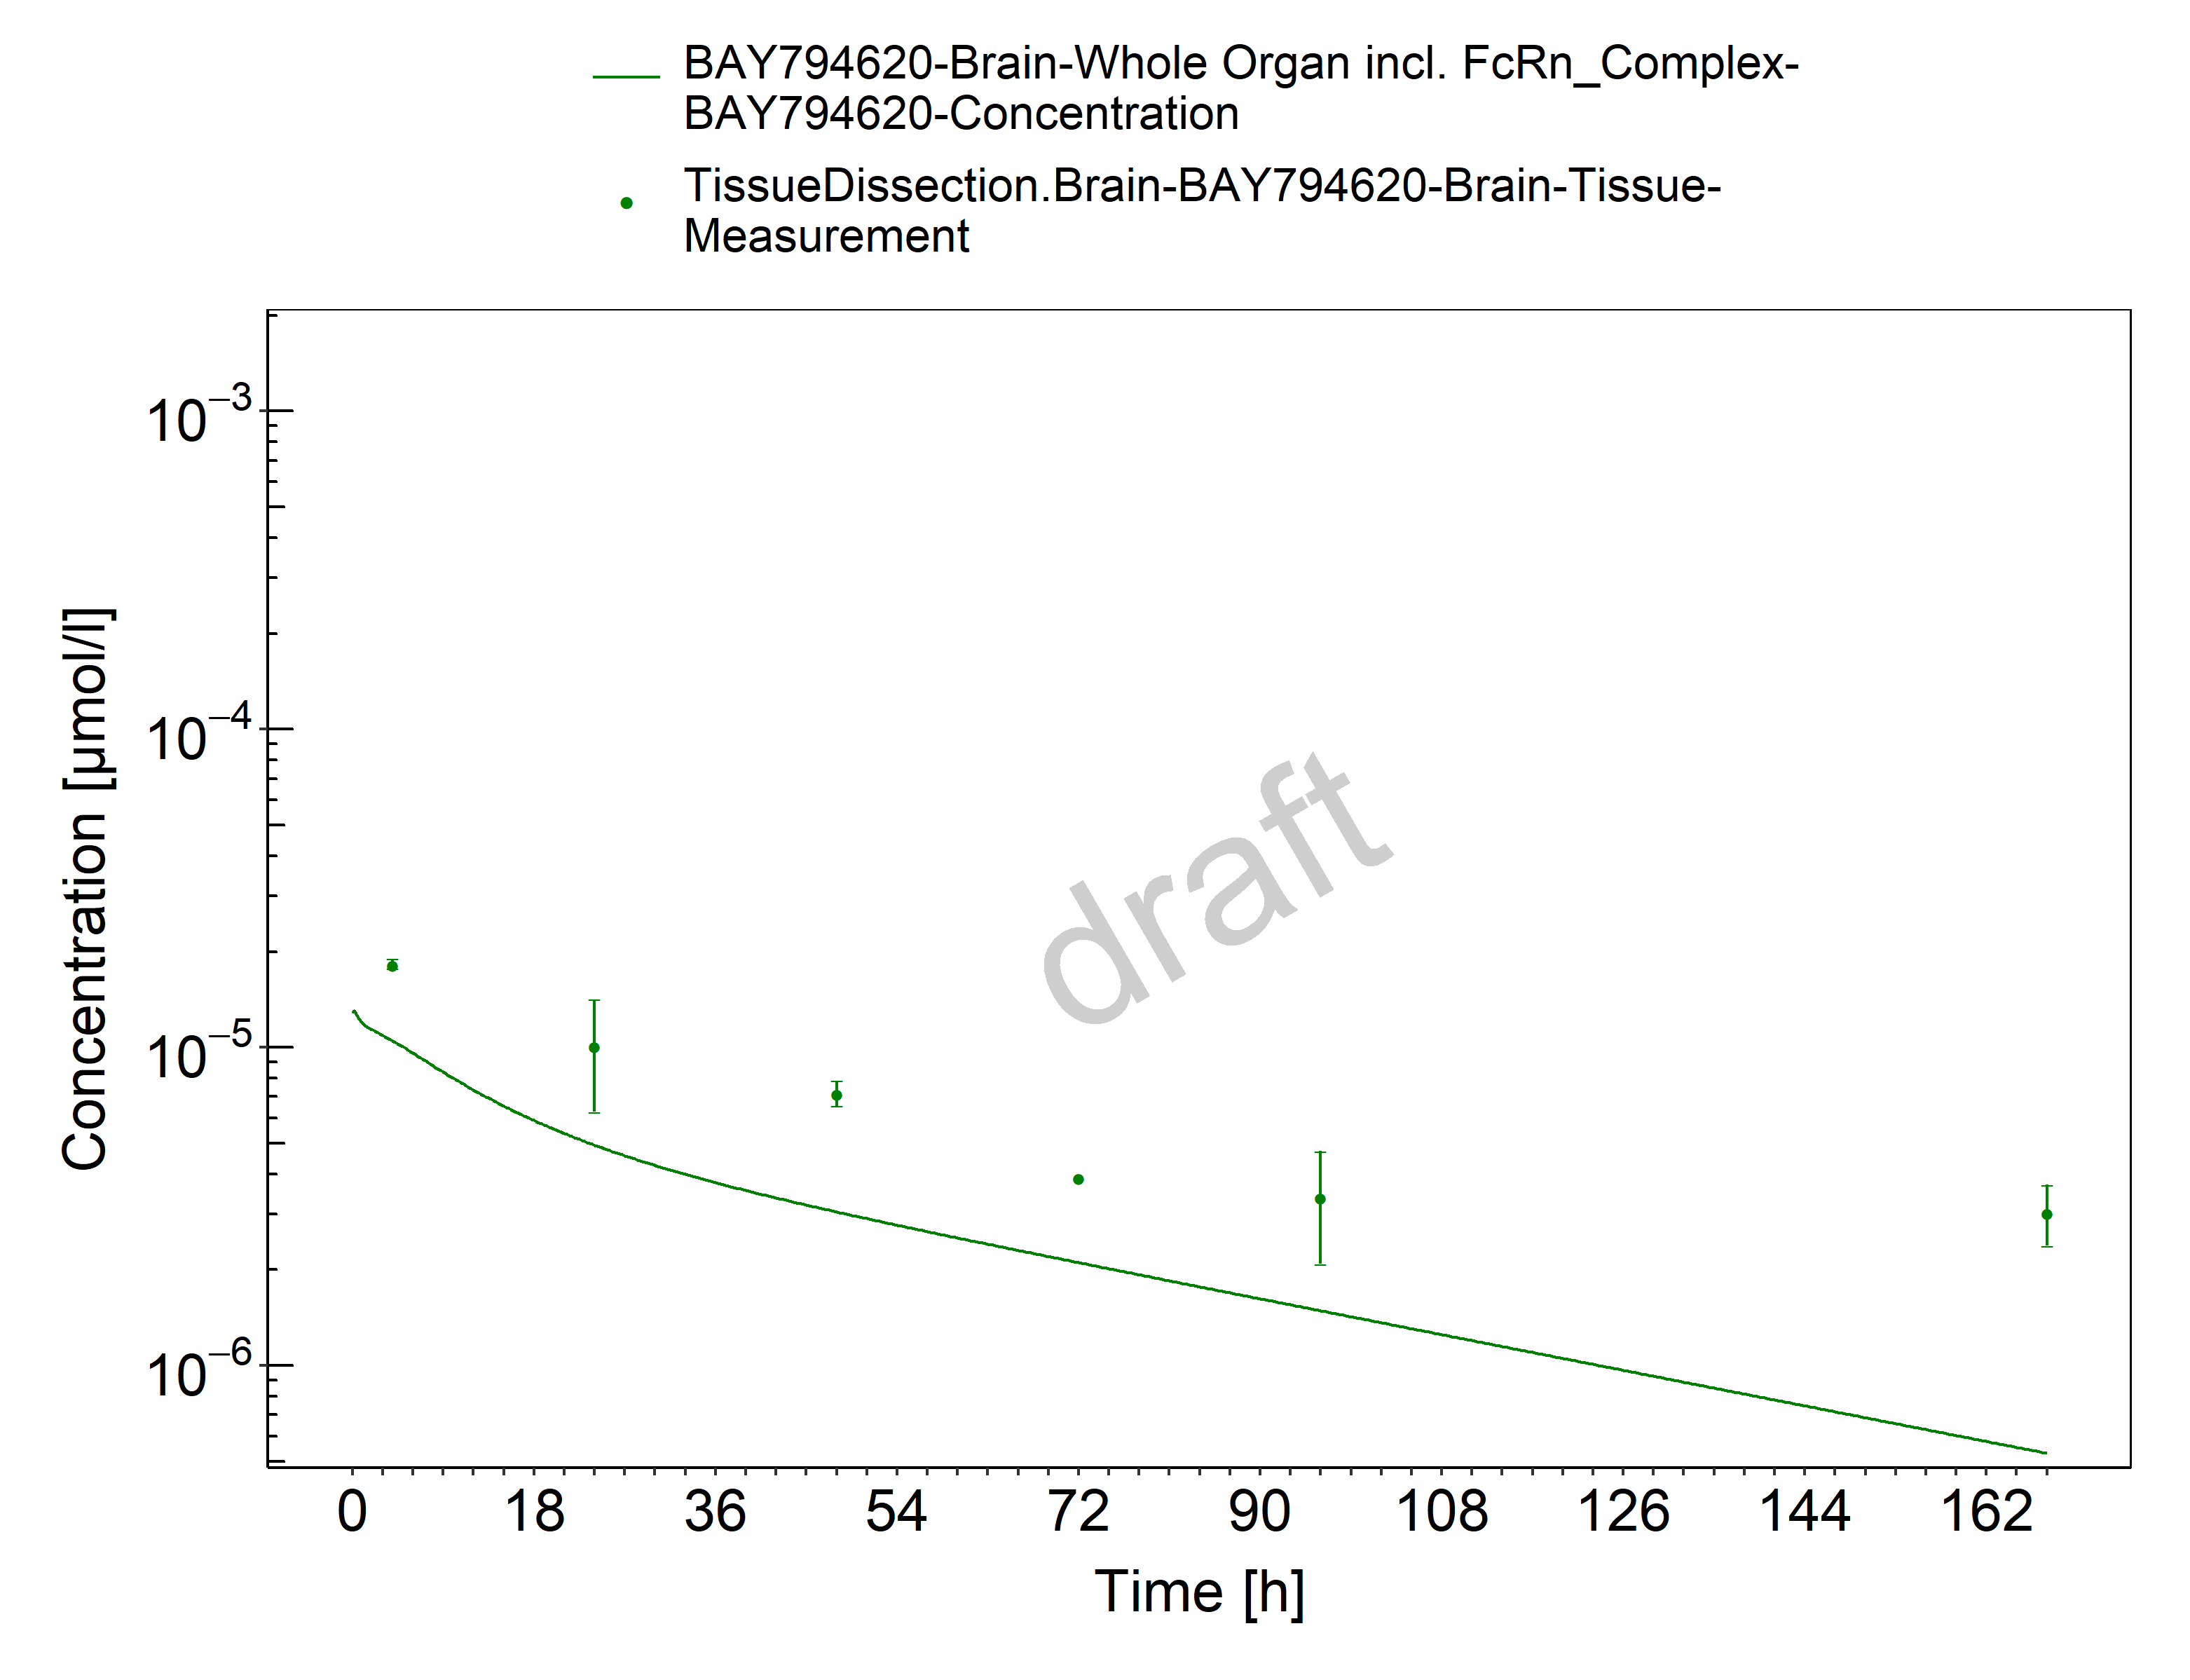 BAY794620-Brain-Whole Organ incl. FcRn_Complex-
BAY794620-Concentration
TissueDissection.Brain-BAY794620-Brain-Tissue-
Measurement
10⁻³
10⁻⁴
10⁻⁵
10⁻⁶
Concentration [µmol/l]
draft
0 18 36 54 72 90 108 126 144 162
Time [h]